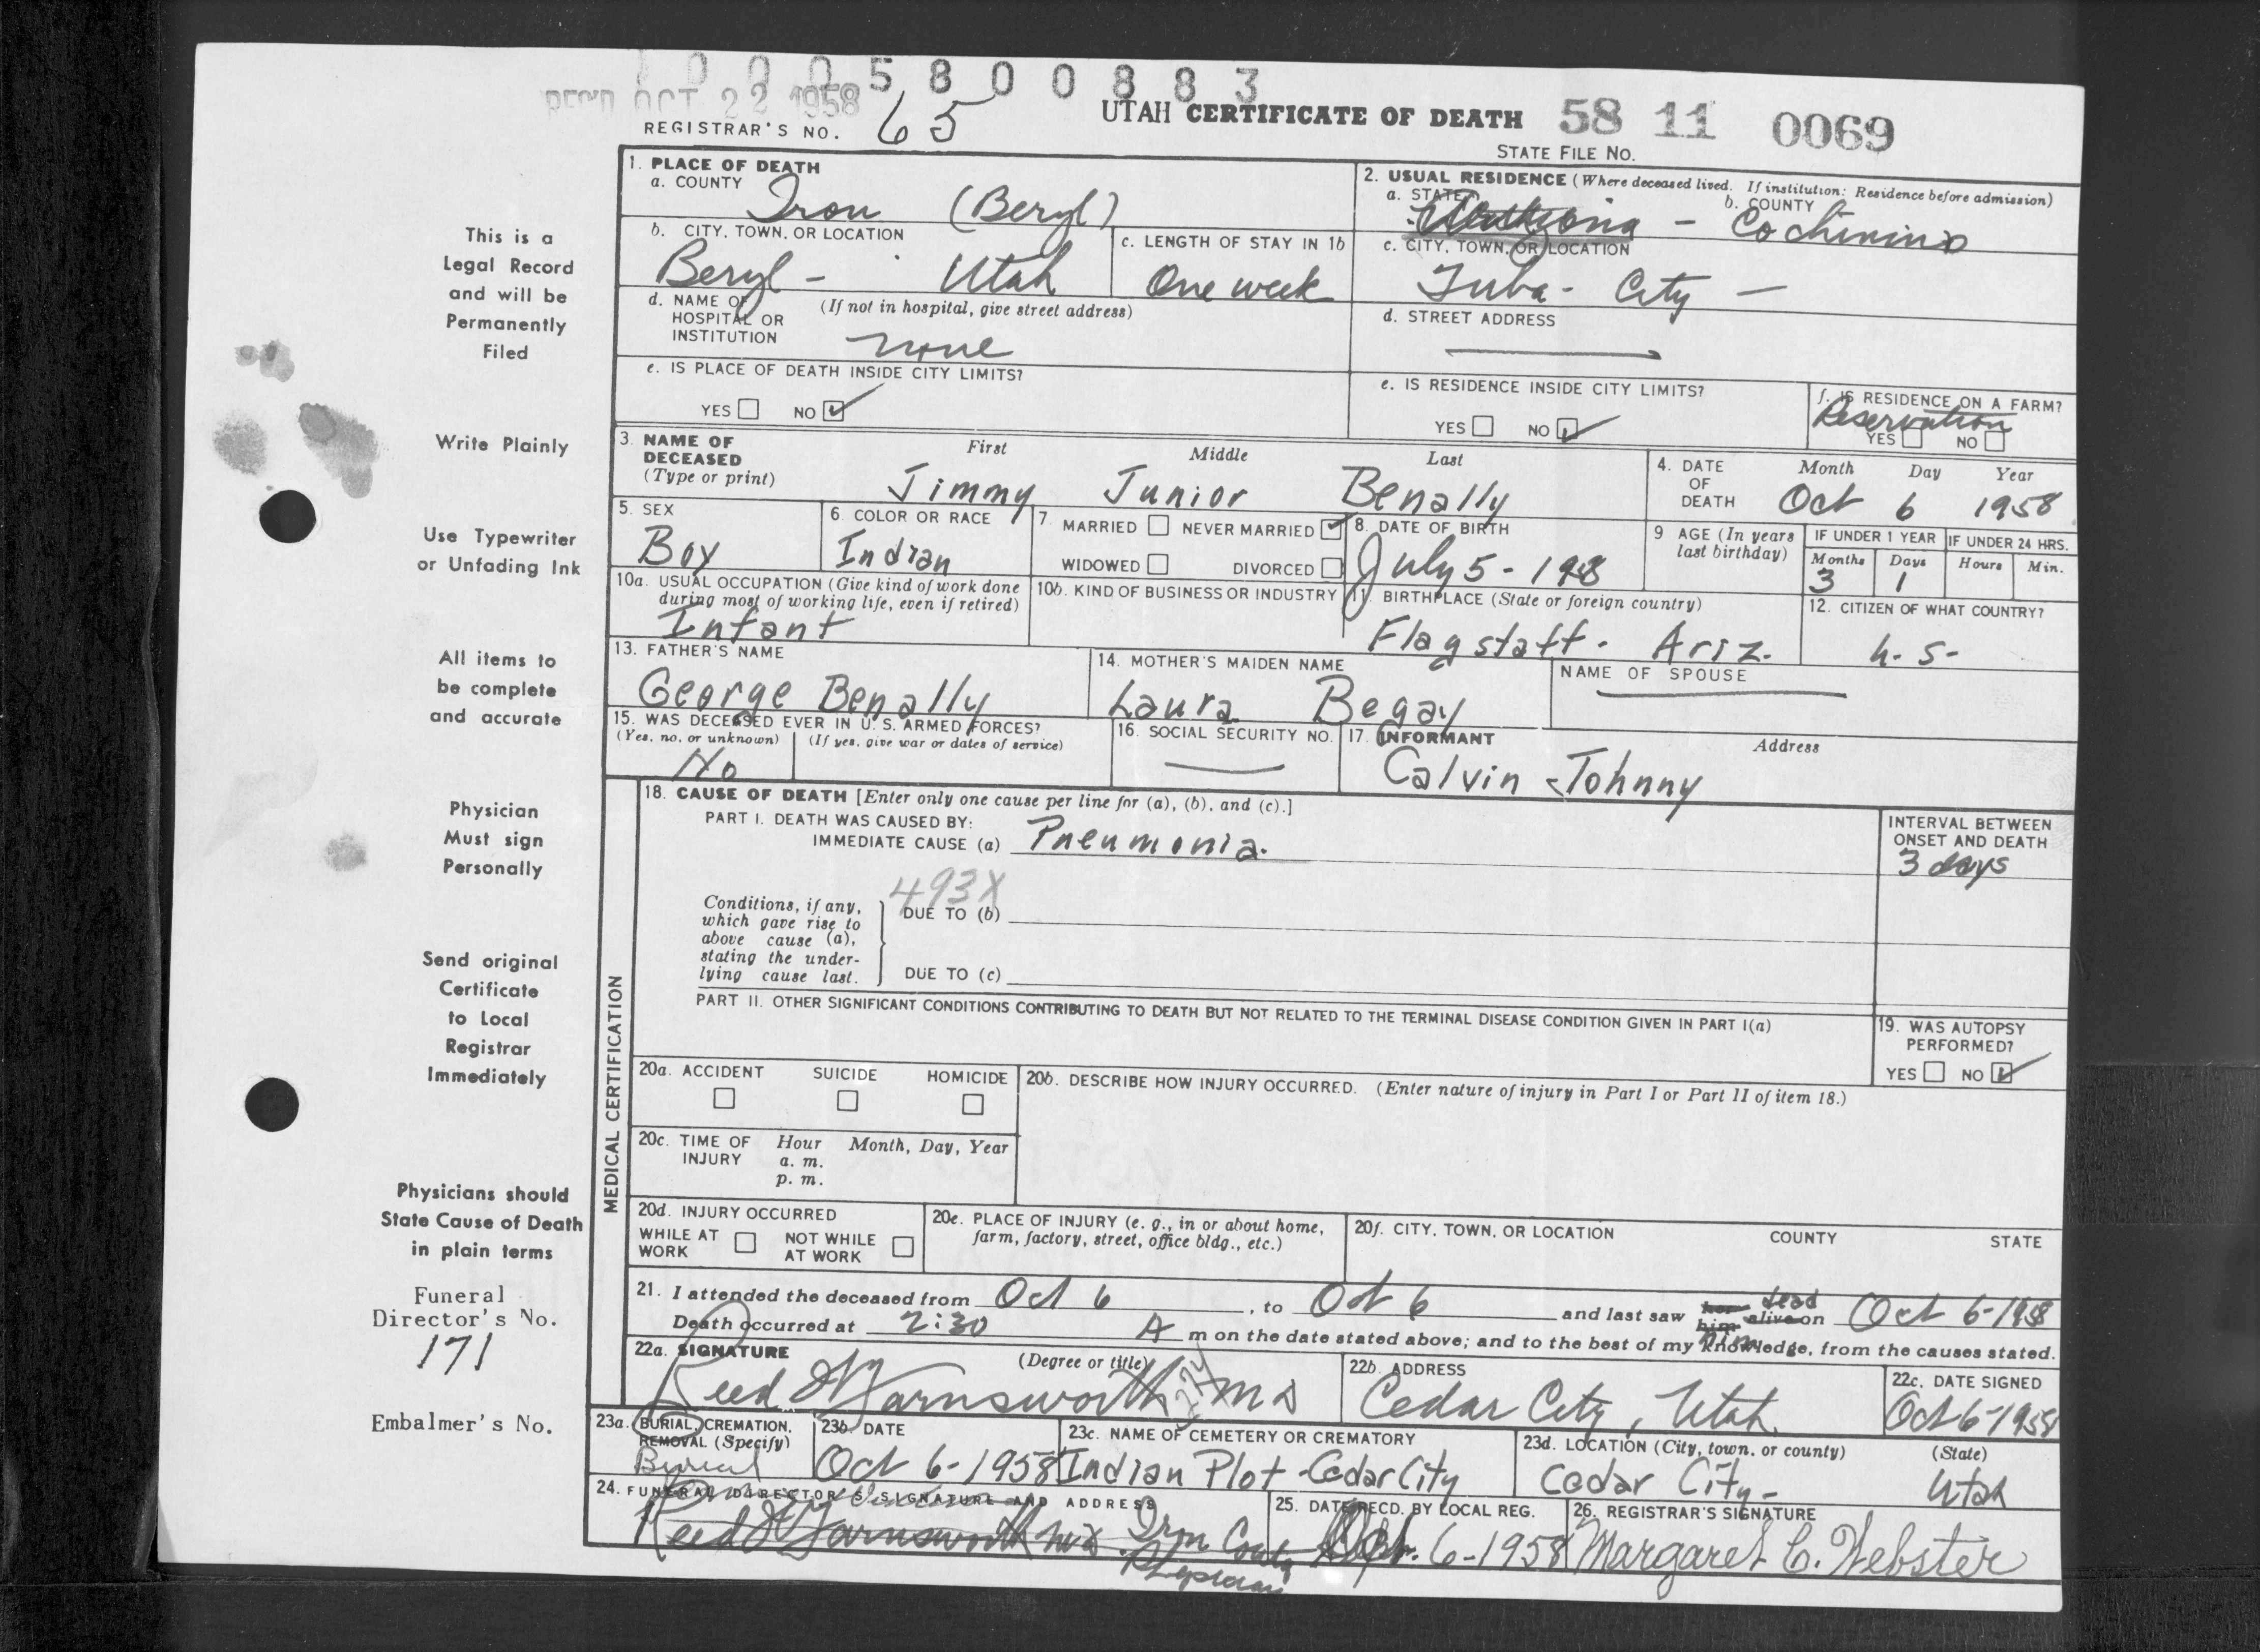 1 0 0 0 5 8 0 0 8 8 3
REC'D OCT 22 1958
REGISTRAR'S NO. 65
UTAH CERTIFICATE OF DEATH 58 11 0069
STATE FILE NO.
1. PLACE OF DEATH
a. COUNTY Iron (Beryl)
2. USUAL RESIDENCE (Where deceased lived. If institution: Residence before admission)
a. STATE b. COUNTY
- Cochinino
b. CITY, TOWN, OR LOCATION
Beryl - Utah
c. LENGTH OF STAY IN 1b
One week
c. CITY, TOWN, OR LOCATION
Tuba - City -
d. NAME OF HOSPITAL OR INSTITUTION
(If not in hospital, give street address)
none
d. STREET ADDRESS
e. IS PLACE OF DEATH INSIDE CITY LIMITS?
YES NO ✓
e. IS RESIDENCE INSIDE CITY LIMITS?
YES NO ✓
f. IS RESIDENCE ON A FARM?
Reservation
YES NO
3. NAME OF DECEASED
(Type or print)
First Middle Last
Jimmy Junior Benally
4. DATE OF DEATH
Month Day Year
Oct 6 1958
5. SEX
Boy
6. COLOR OR RACE
Indian
7. MARRIED NEVER MARRIED ✓
WIDOWED DIVORCED
8. DATE OF BIRTH
July 5 - 1958
9 AGE (In years last birthday)
IF UNDER 1 YEAR
Months Days
3 1
IF UNDER 24 HRS.
Hours Min.
10a. USUAL OCCUPATION (Give kind of work done during most of working life, even if retired)
Infant
10b. KIND OF BUSINESS OR INDUSTRY
11. BIRTHPLACE (State or foreign country)
Flagstaff. Ariz.
12. CITIZEN OF WHAT COUNTRY?
U. S-
13. FATHER'S NAME
George Benally
14. MOTHER'S MAIDEN NAME
Laura Begay
NAME OF SPOUSE
15. WAS DECEASED EVER IN U. S. ARMED FORCES?
(Yes, no, or unknown) (If yes, give war or dates of service)
No
16. SOCIAL SECURITY NO.
17. INFORMANT Address
Calvin Johnny
MEDICAL CERTIFICATION
18. CAUSE OF DEATH [Enter only one cause per line for (a), (b), and (c).]
PART I. DEATH WAS CAUSED BY:
IMMEDIATE CAUSE (a) Pneumonia.
INTERVAL BETWEEN ONSET AND DEATH
3 days
493X
Conditions, if any, which gave rise to above cause (a), stating the underlying cause last.
DUE TO (b)
DUE TO (c)
PART II. OTHER SIGNIFICANT CONDITIONS CONTRIBUTING TO DEATH BUT NOT RELATED TO THE TERMINAL DISEASE CONDITION GIVEN IN PART I(a)
19. WAS AUTOPSY PERFORMED?
YES NO ✓
20a. ACCIDENT SUICIDE HOMICIDE
20b. DESCRIBE HOW INJURY OCCURRED. (Enter nature of injury in Part I or Part II of item 18.)
20c. TIME OF INJURY
Hour Month, Day, Year
a. m.
p. m.
20d. INJURY OCCURRED
WHILE AT WORK NOT WHILE AT WORK
20e. PLACE OF INJURY (e. g., in or about home, farm, factory, street, office bldg., etc.)
20f. CITY, TOWN, OR LOCATION COUNTY STATE
21. I attended the deceased from Oct 6, to Oct 6 and last saw her him alive dead on Oct 6-1958
Death occurred at 2:30 A m on the date stated above; and to the best of my knowledge, from the causes stated.
him
22a. SIGNATURE (Degree or title)
Reed W Farnsworth MD
22b. ADDRESS
Cedar City, Utah
22c. DATE SIGNED
Oct 6-1958
23a. BURIAL, CREMATION, REMOVAL (Specify)
Burial
23b. DATE
Oct 6-1958
23c. NAME OF CEMETERY OR CREMATORY
Indian Plot - Cedar City
23d. LOCATION (City, town, or county) (State)
Cedar City - Utah
24. FUNERAL DIRECTOR'S SIGNATURE AND ADDRESS
Reed W Farnsworth MD. Iron County Physician
25. DATE RECD. BY LOCAL REG.
6-1958
26. REGISTRAR'S SIGNATURE
Margaret C. Webster
This is a
Legal Record
and will be
Permanently
Filed
Write Plainly
Use Typewriter
or Unfading Ink
All items to
be complete
and accurate
Physician
Must sign
Personally
Send original
Certificate
to Local
Registrar
Immediately
Physicians should
State Cause of Death
in plain terms
Funeral
Director's No.
171
Embalmer's No.